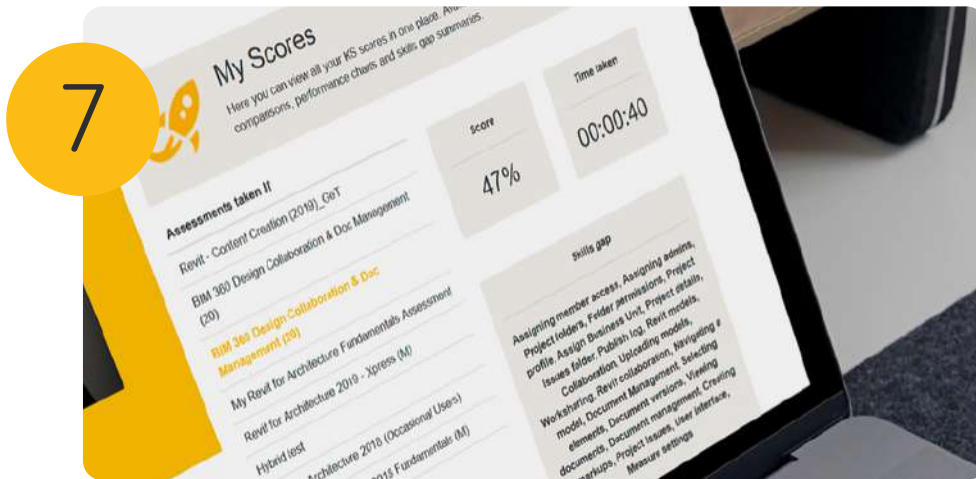 7
My Scores
Here you can view all your KS scores in one place.
comparisons, performance charts and skills gap summaries.
Assessments taken
Revit - Content Creation (2019)_GeT
BIM 360 Design Collaboration & Doc Management
(20)
BIM 360 Design Collaboration & Doc
Management (20)
My Revit for Architecture Fundamentals Assessment
Revit for Architecture 2019 - Xpress (M)
Hybrid test
Architecture 2018 (Occasional Users)
2015 Fundamentals (M)
Score
47%
Time taken
00:00:40
Skills gap
Assigning member access, Assigning admins,
Project folders, Folder permissions, Project
profile, Assign Business Unit, Project details,
Issues folder, Publish log, Revit models,
Collaboration, Uploading models,
Worksharing, Revit collaboration, Navigating a
model, Document Management, Selecting
elements, Document versions, Viewing
documents, Document management, Creating
markups, Project issues, User interface,
Measure settings